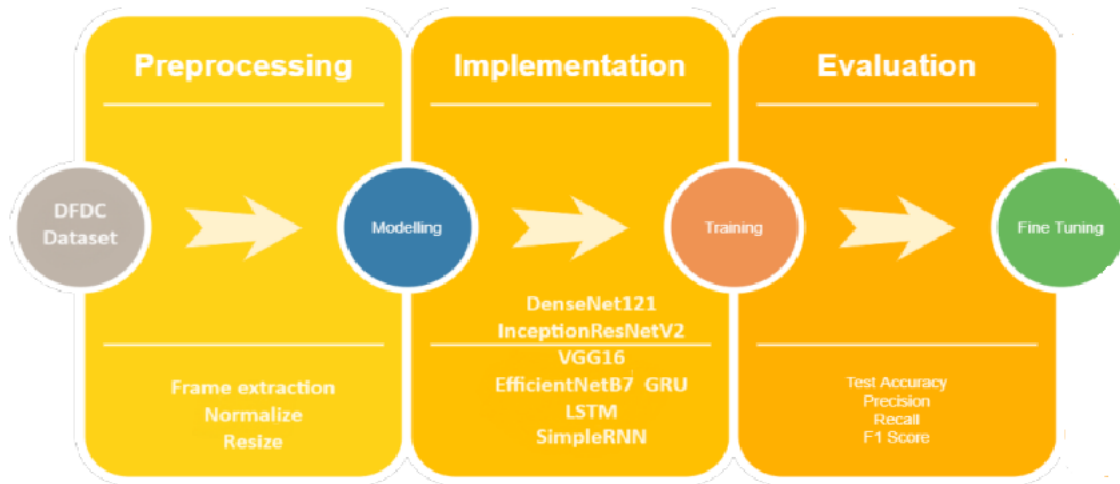 Preprocessing
Implementation
Evaluation
DFDC
Dataset
Modelling
Training
Fine Tuning
Frame extraction
Normalize
Resize
DenseNet121
InceptionResNetV2
VGG16
EfficientNetB7 GRU
LSTM
SimpleRNN
Test Accuracy
Precision
Recall
F1 Score